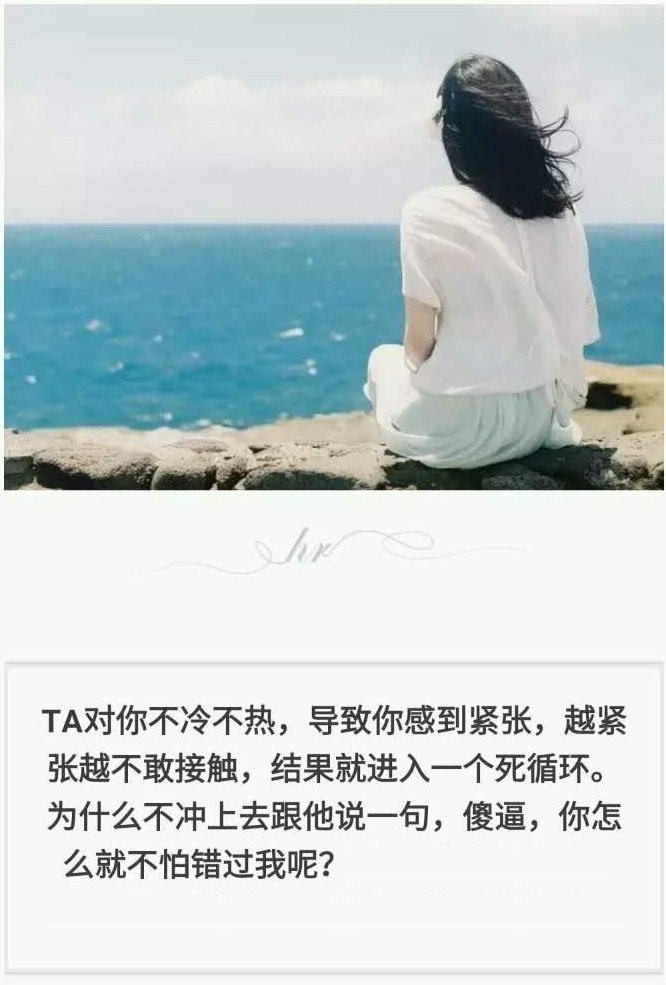 hr
TA对你不冷不热，导致你感到紧张，越紧
张越不敢接触，结果就进入一个死循环。
为什么不冲上去跟他说一句，傻逼，你怎
么就不怕错过我呢？